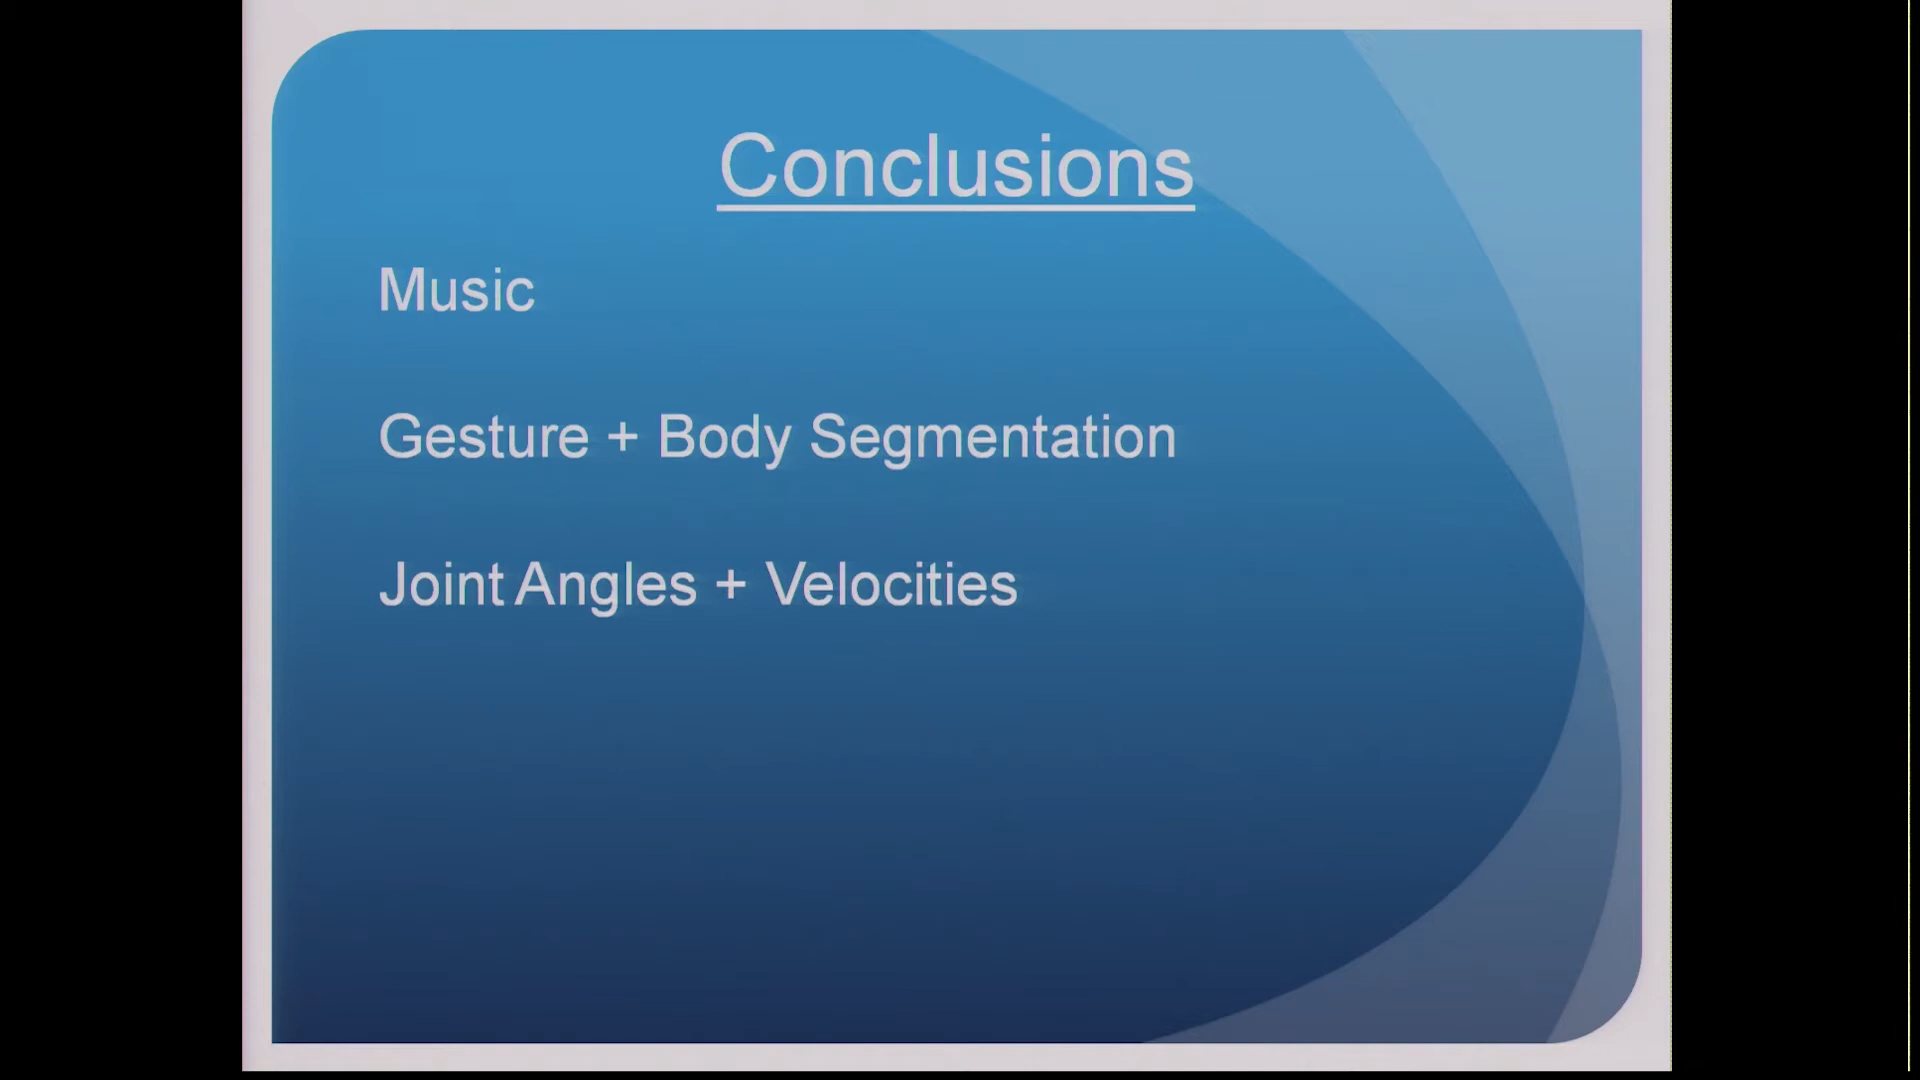 Conclusions
Music
Gesture + Body Segmentation
Joint Angles + Velocities